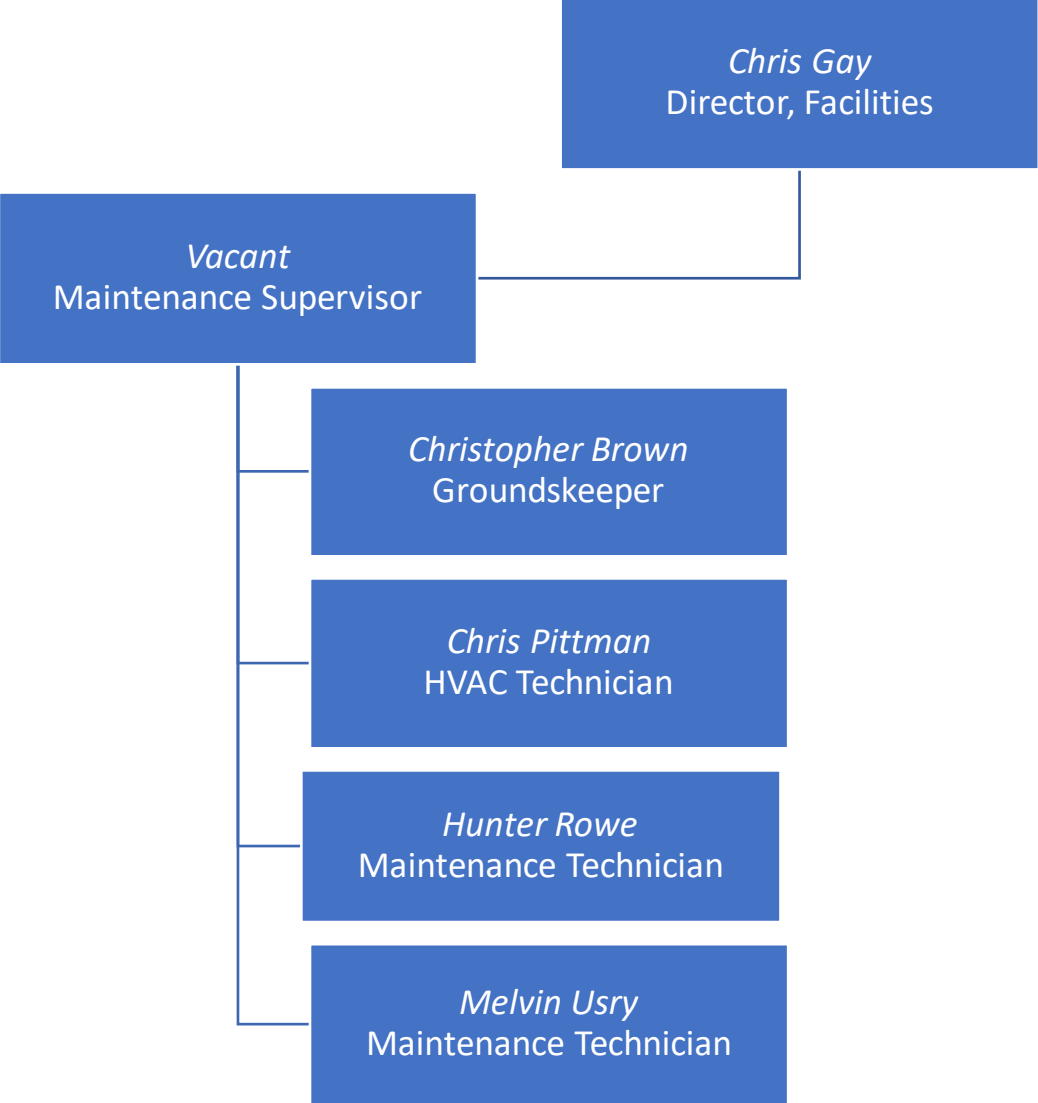 Chris Gay
Director, Facilities
Vacant
Maintenance Supervisor
Christopher Brown
Groundskeeper
Chris Pittman
HVAC Technician
Hunter Rowe
Maintenance Technician
Melvin Usry
Maintenance Technician